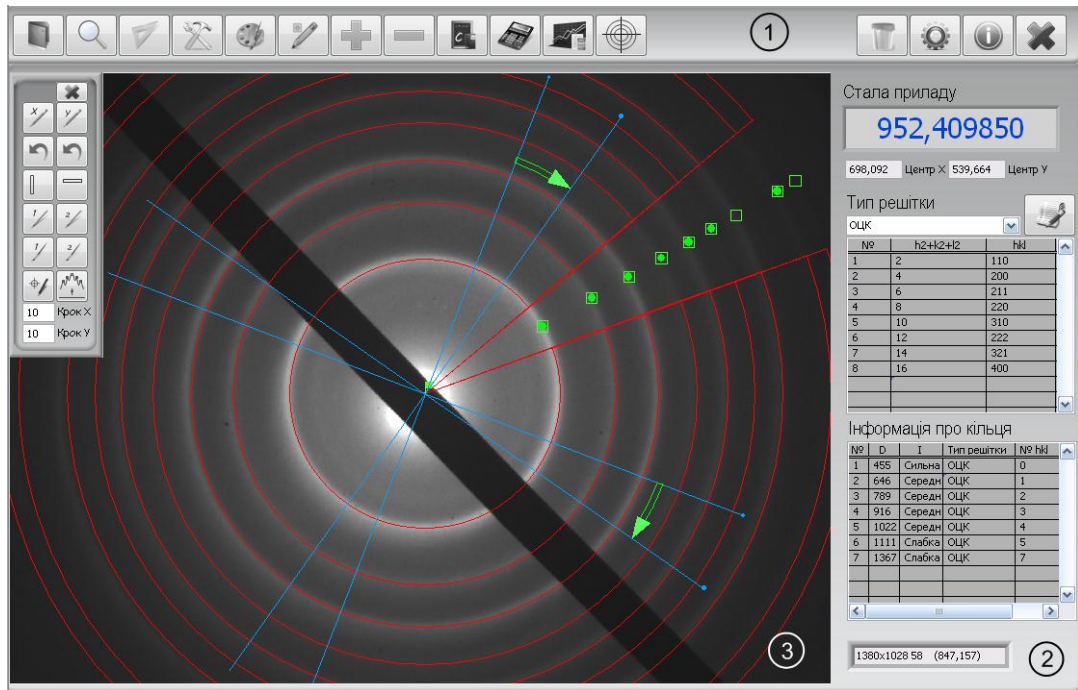 1
X
Y
1
2
1
2
10 Крок X
10 Крок Y
Стала приладу
952,409850
698,092 Центр X 539,664 Центр Y
Тип решітки
ОЦК
№ h2+k2+l2 hkl
1 2 110
2 4 200
3 6 211
4 8 220
5 10 310
6 12 222
7 14 321
8 16 400
Інформація про кільця
№ D I Тип решітки № hkl
1 455 Сильна ОЦК 0
2 646 Середн ОЦК 1
3 789 Середн ОЦК 2
4 916 Середн ОЦК 3
5 1022 Середн ОЦК 4
6 1111 Слабка ОЦК 5
7 1367 Слабка ОЦК 7
1380x1028 58 (847,157)
2
3